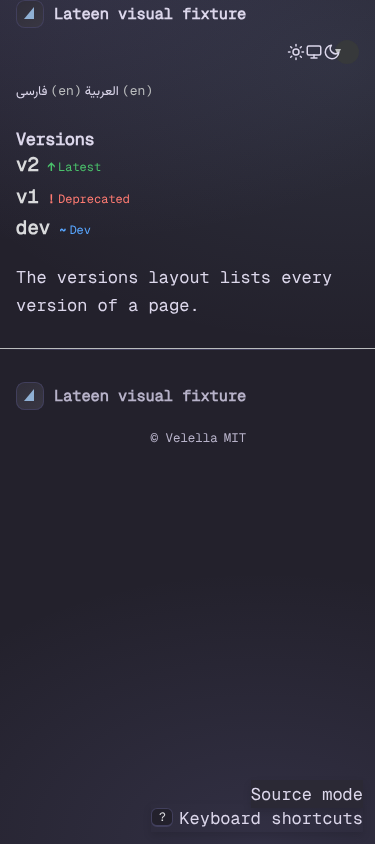 Lateen visual fixture
فارسی (en) العربية (en)
Versions
v2 ↑Latest
v1 !Deprecated
dev ~Dev
The versions layout lists every
version of a page.
Lateen visual fixture
© Velella MIT
Source mode
? Keyboard shortcuts